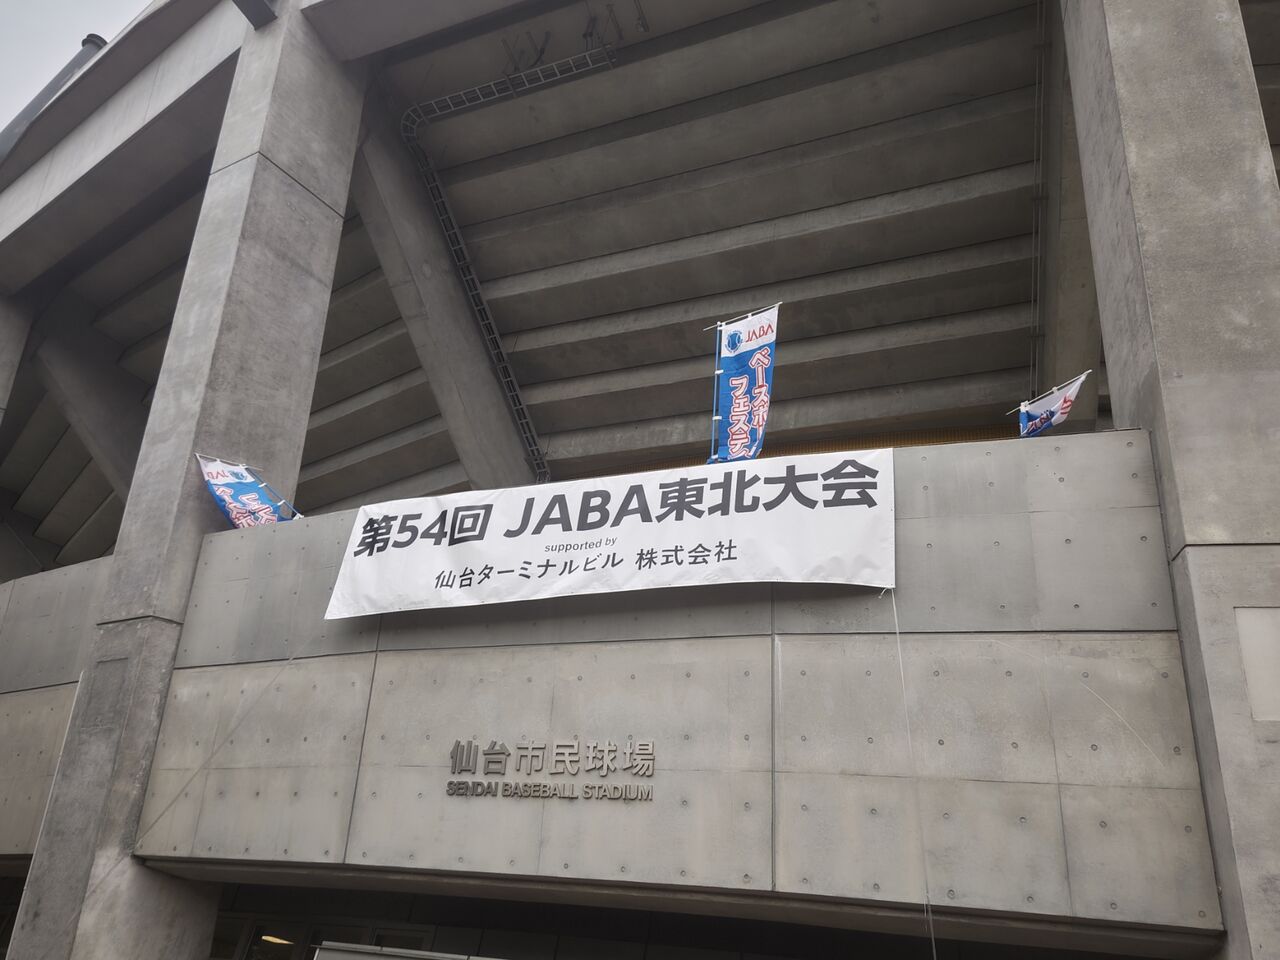 JABA
ベースボール
フェスティ
第54回 JABA東北大会
supported by
仙台ターミナルビル 株式会社
仙台市民球場
SENDAI BASEBALL STADIUM